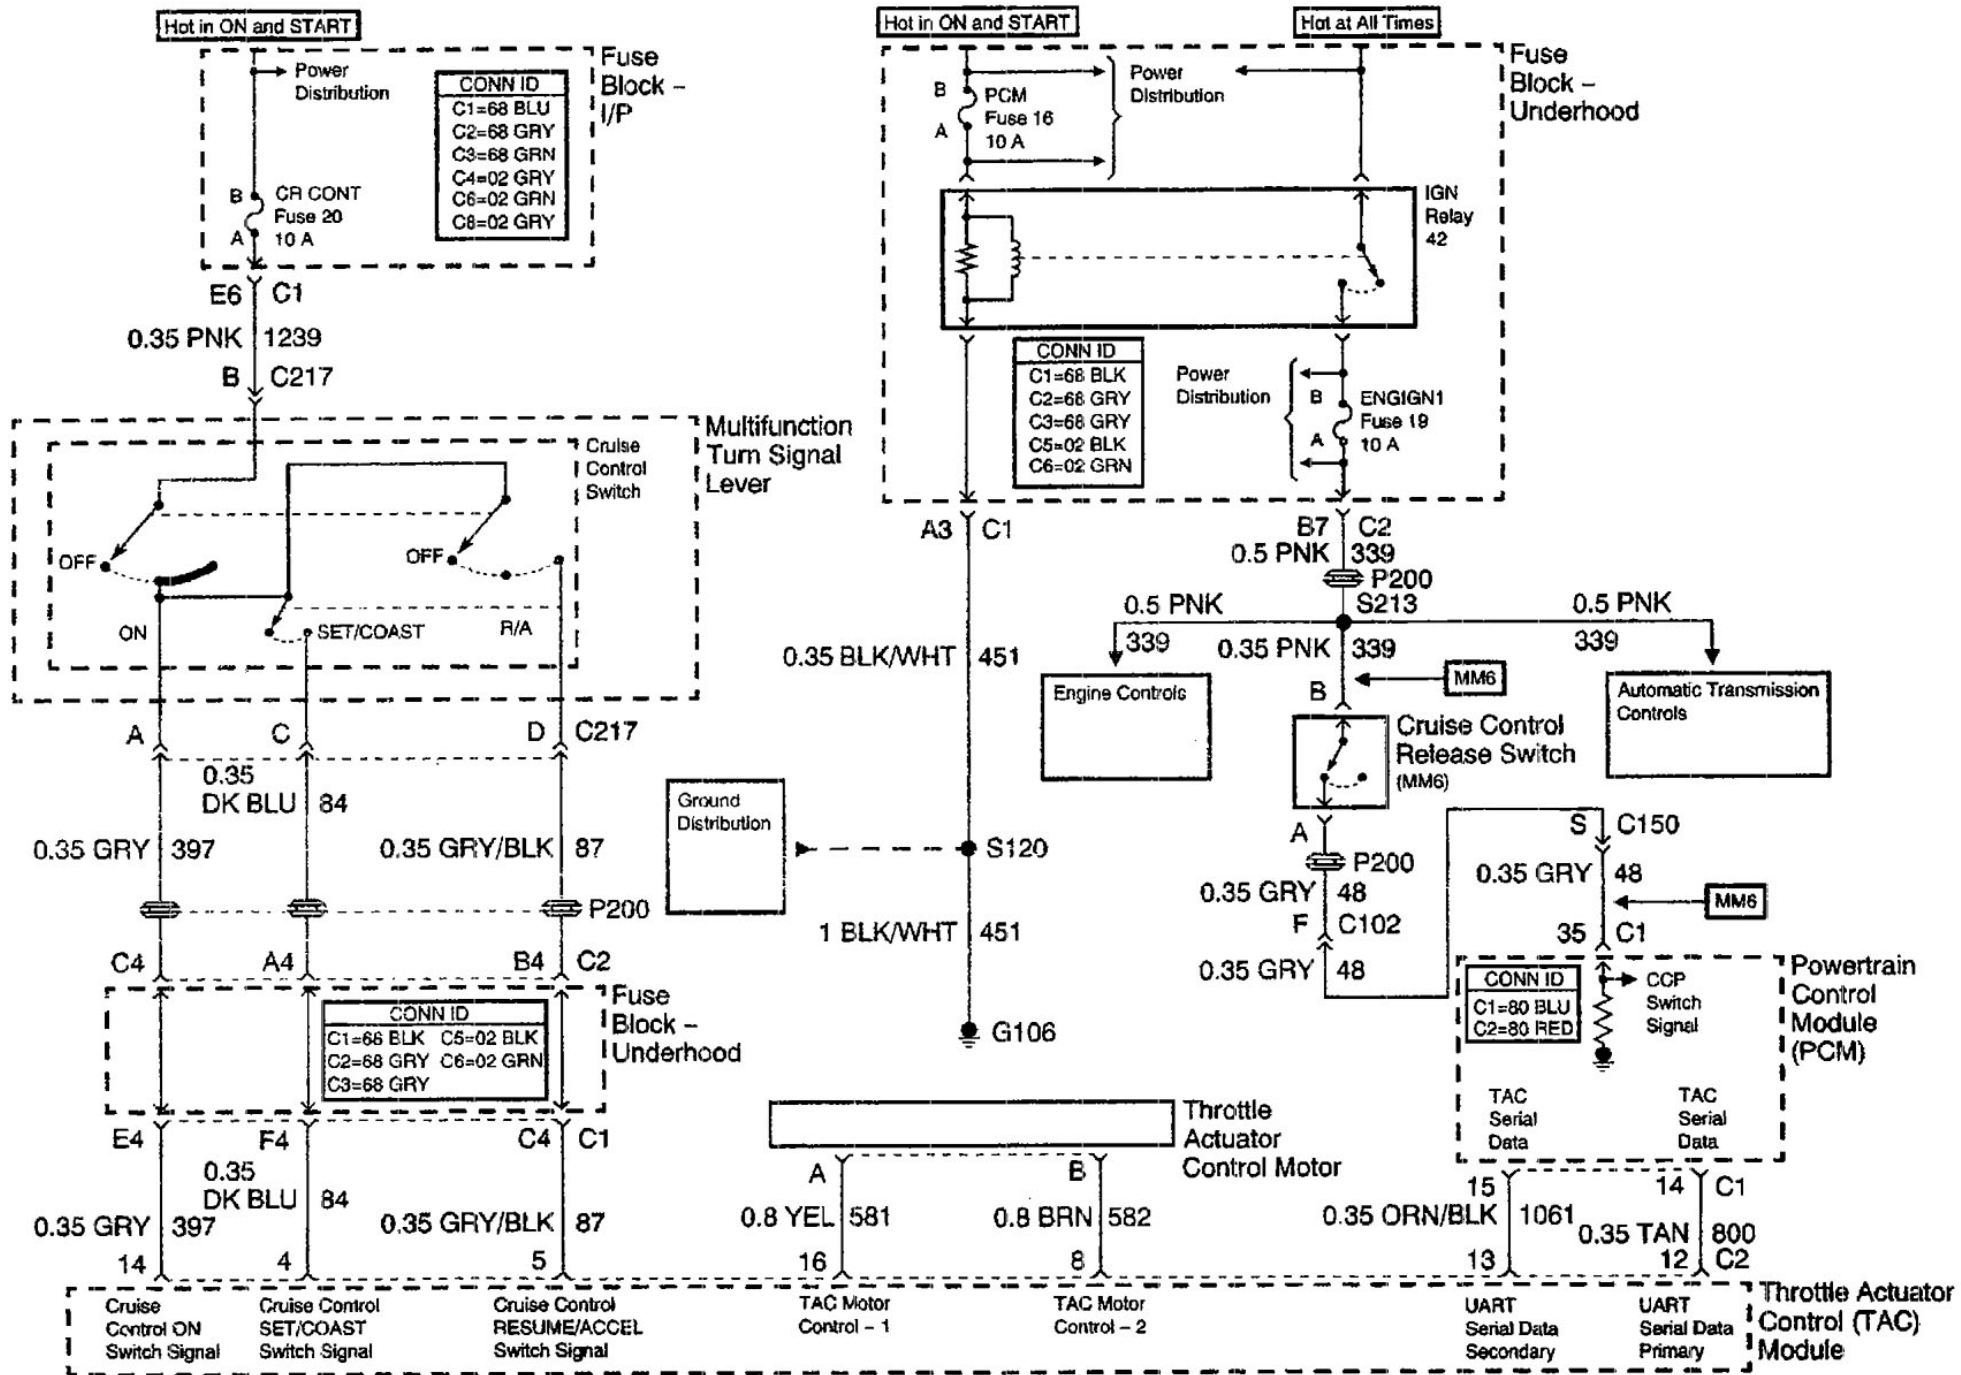 Hot in ON and START
Power
Distribution
Fuse
Block –
I/P
CONN ID
C1=68 BLU
C2=68 GRY
C3=68 GRN
C4=02 GRY
C6=02 GRN
C8=02 GRY
B
CR CONT
Fuse 20
10 A
A
E6 C1
0.35 PNK 1239
B C217
Multifunction
Turn Signal
Lever
Cruise
Control
Switch
OFF
OFF
ON
SET/COAST
R/A
A C D C217
0.35
DK BLU 84
0.35 GRY 397
0.35 GRY/BLK 87
P200
C4 A4 B4 C2
Fuse
Block –
Underhood
CONN ID
C1=68 BLK C5=02 BLK
C2=68 GRY C6=02 GRN
C3=68 GRY
E4 F4 C4 C1
0.35
DK BLU 84
0.35 GRY 397
0.35 GRY/BLK 87
14 4 5
Cruise
Control ON
Switch Signal
Cruise Control
SET/COAST
Switch Signal
Cruise Control
RESUME/ACCEL
Switch Signal
Hot in ON and START
Hot at All Times
Fuse
Block –
Underhood
B
PCM
Fuse 16
10 A
A
Power
Distribution
IGN
Relay
42
CONN ID
C1=68 BLK
C2=68 GRY
C3=68 GRY
C5=02 BLK
C6=02 GRN
Power
Distribution
B
ENGIGN1
Fuse 19
10 A
A
A3 C1
B7 C2
0.5 PNK 339
P200
S213
0.5 PNK
339
0.35 PNK 339
0.5 PNK
339
MM6
B
Engine Controls
Automatic Transmission
Controls
Cruise Control
Release Switch
(MM6)
0.35 BLK/WHT 451
Ground
Distribution
S120
1 BLK/WHT 451
G106
A
P200
0.35 GRY 48
F C102
0.35 GRY 48
S C150
0.35 GRY 48
MM6
35 C1
Powertrain
Control
Module
(PCM)
CONN ID
C1=80 BLU
C2=80 RED
CCP
Switch
Signal
TAC
Serial
Data
TAC
Serial
Data
Throttle
Actuator
Control Motor
A B
0.8 YEL 581
0.8 BRN 582
16 8
15 14 C1
0.35 ORN/BLK 1061
0.35 TAN 800
13 12 C2
TAC Motor
Control – 1
TAC Motor
Control – 2
UART
Serial Data
Secondary
UART
Serial Data
Primary
Throttle Actuator
Control (TAC)
Module